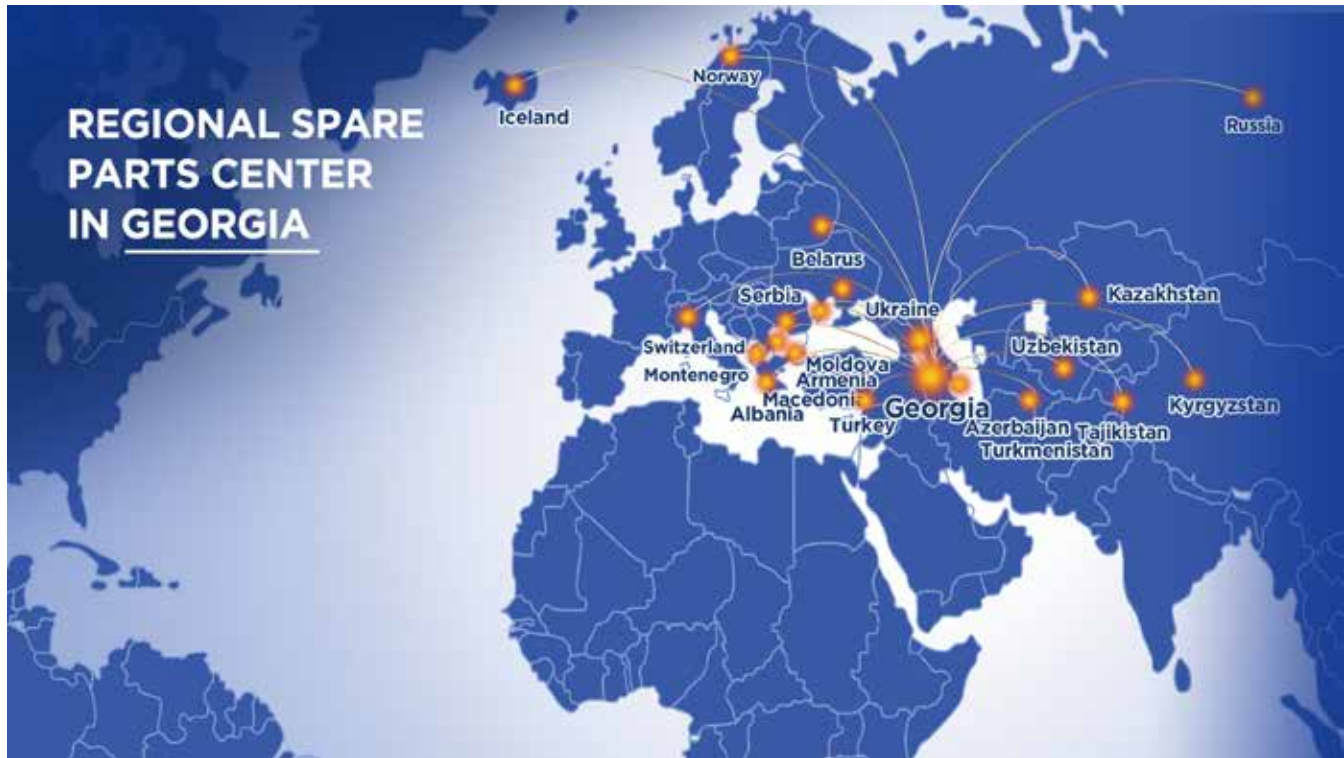 REGIONAL SPARE
PARTS CENTER
IN GEORGIA
Iceland
Norway
Russia
Belarus
Serbia
Ukraine
Kazakhstan
Switzerland
Moldova
Uzbekistan
Montenegro
Armenia
Macedonia
Albania
Turkey
Georgia
Azerbaijan
Tajikistan
Kyrgyzstan
Turkmenistan